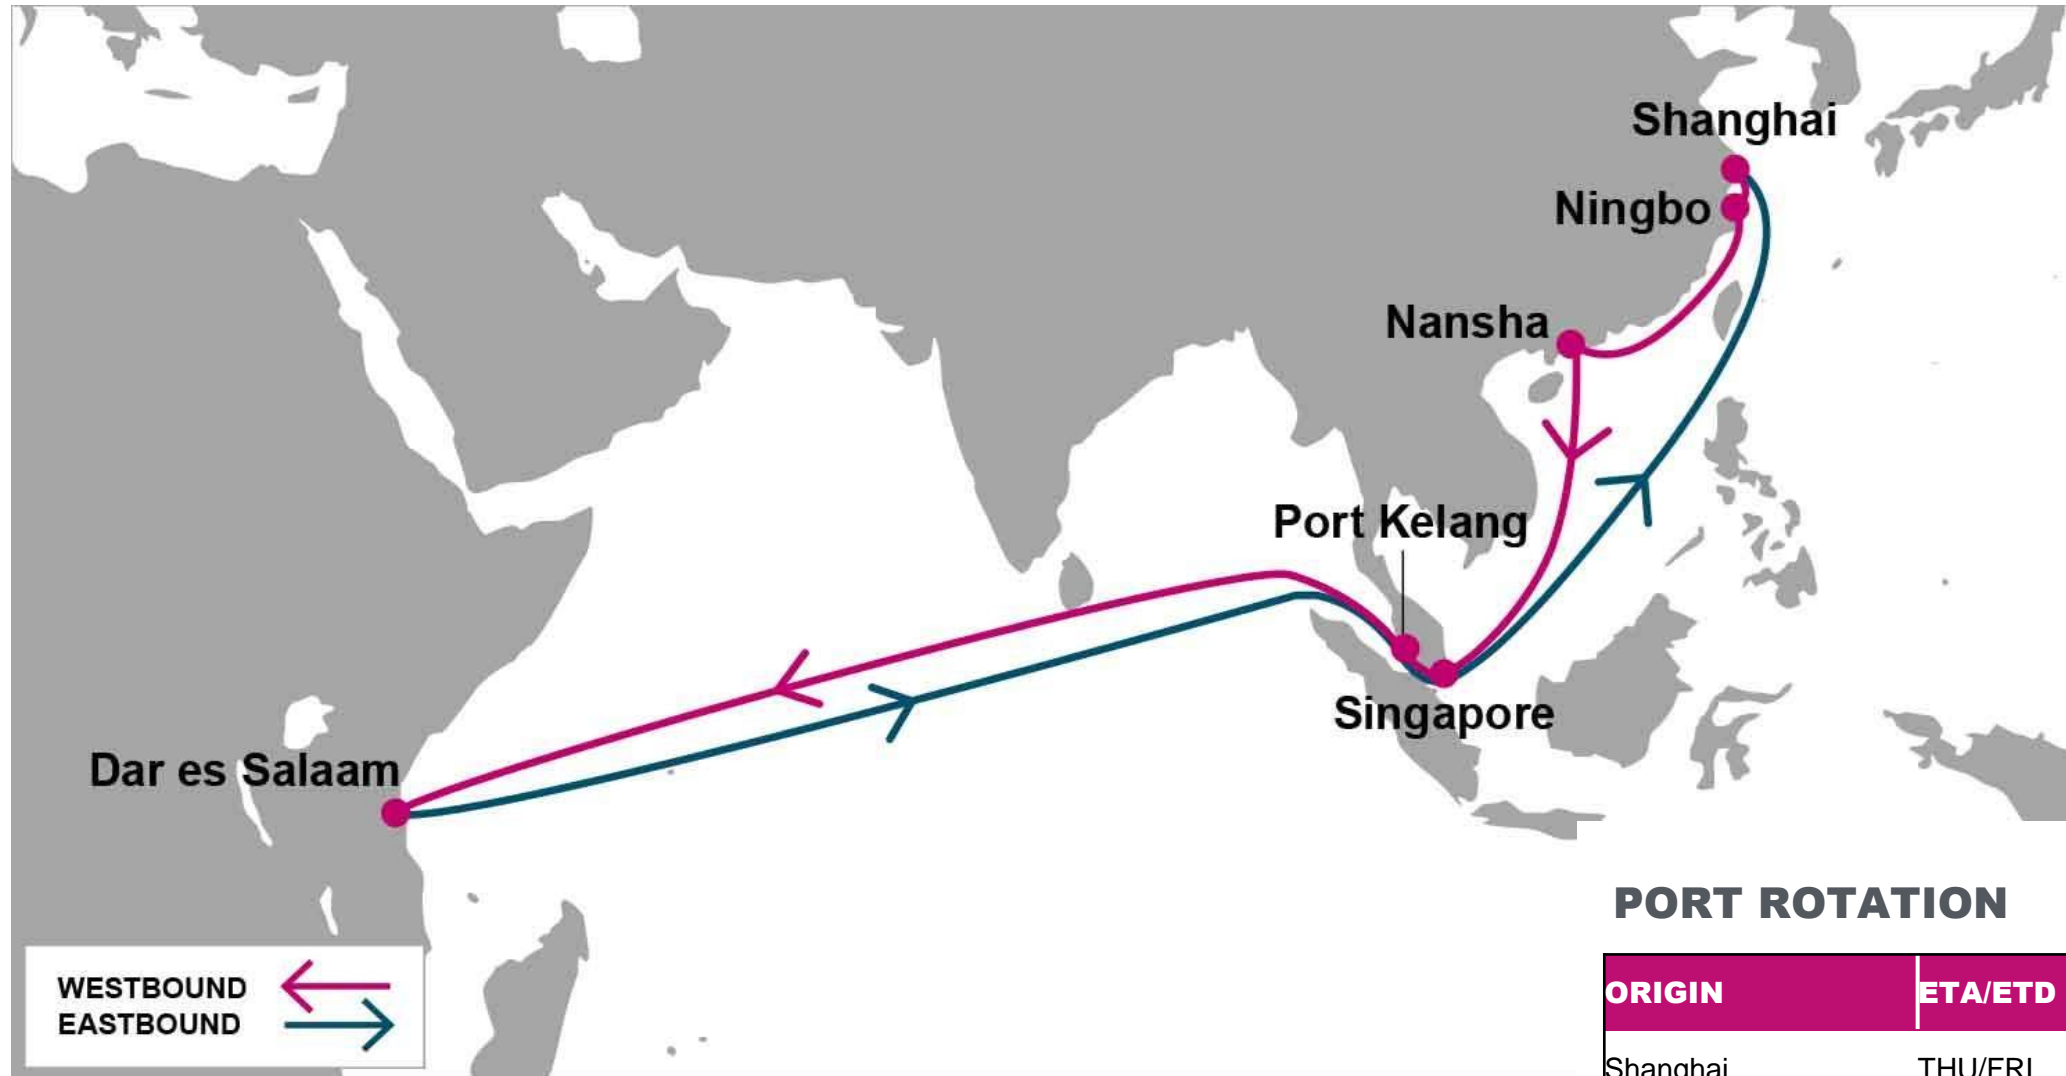 Shanghai
Ningbo
Nansha
Port Kelang
Singapore
Dar es Salaam
WESTBOUND
EASTBOUND
PORT ROTATION
ORIGIN ETA/ETD
Shanghai THU/FRI